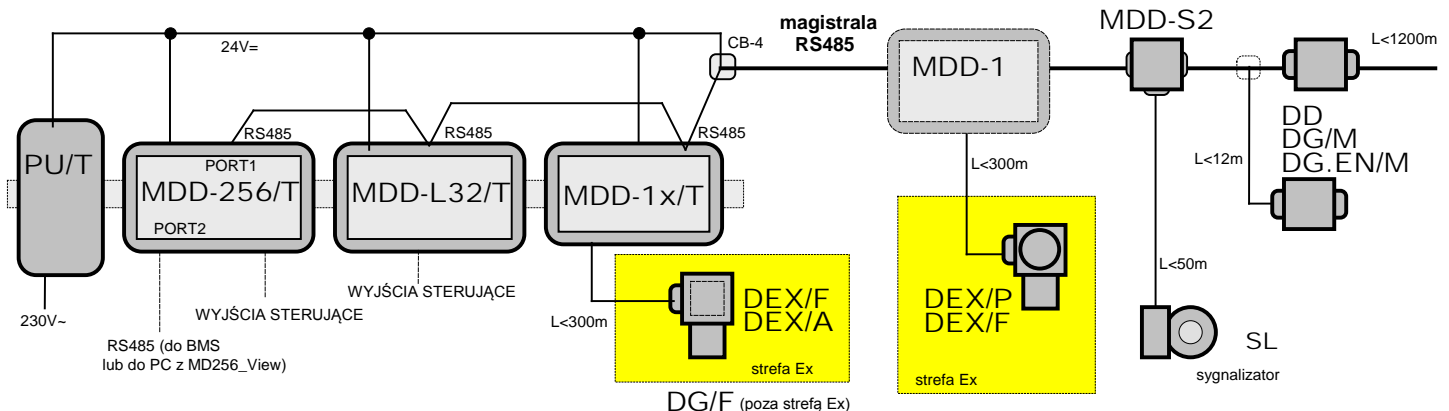 24V=
CB-4
magistrala
RS485
MDD-S2
L<1200m
MDD-1
RS485
RS485
RS485
PU/T
PORT1
MDD-256/T
PORT2
MDD-L32/T
MDD-1x/T
L<300m
L<12m
DD
DG/M
DG.EN/M
230V~
WYJŚCIA STERUJĄCE
WYJŚCIA STERUJĄCE
RS485 (do BMS
lub do PC z MD256_View)
L<300m
DEX/F
DEX/A
strefa Ex
DG/F (poza strefą Ex)
DEX/P
DEX/F
strefa Ex
L<50m
SL
sygnalizator